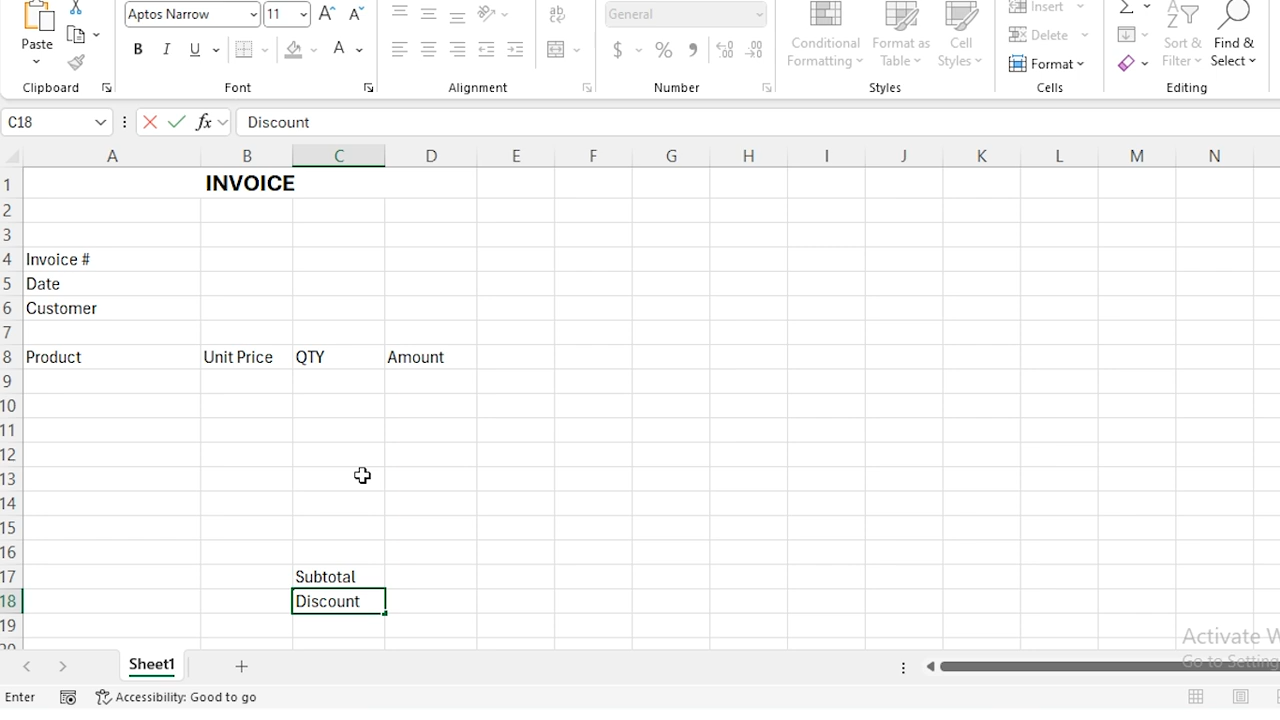 Aptos Narrow 11 General
Paste B I U A $ % Conditional Formatting Format as Table Cell Styles Insert Delete Format Sort & Filter Find & Select
Clipboard Font Alignment Number Styles Cells Editing
C18 fx Discount
A B C D E F G H I J K L M N
1 INVOICE
2
3
4 Invoice #
5 Date
6 Customer
7
8 Product Unit Price QTY Amount
9
10
11
12
13
14
15
16
17 Subtotal
18 Discount
19
20
Activate W
Go to Setting
Sheet1
Enter Accessibility: Good to go